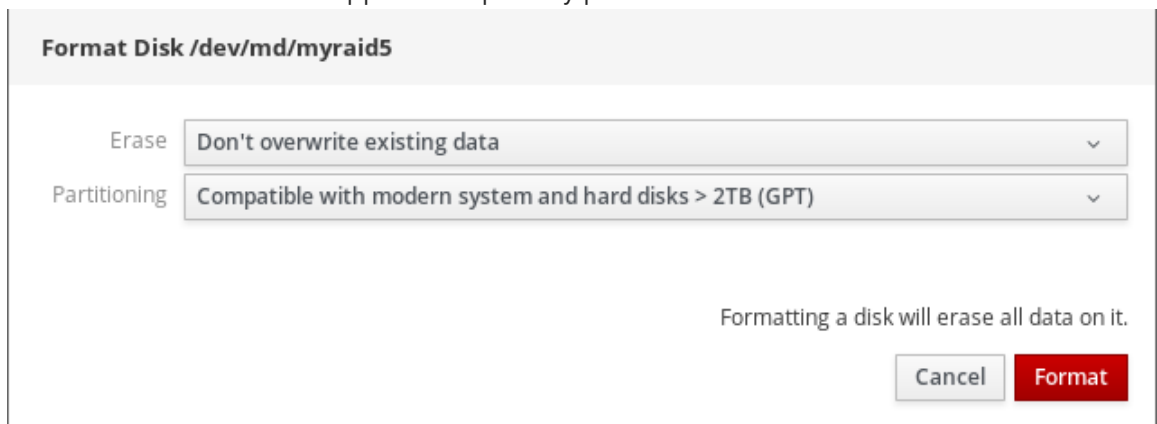 Format Disk /dev/md/myraid5
Erase Don't overwrite existing data
Partitioning Compatible with modern system and hard disks > 2TB (GPT)
Formatting a disk will erase all data on it.
Cancel Format